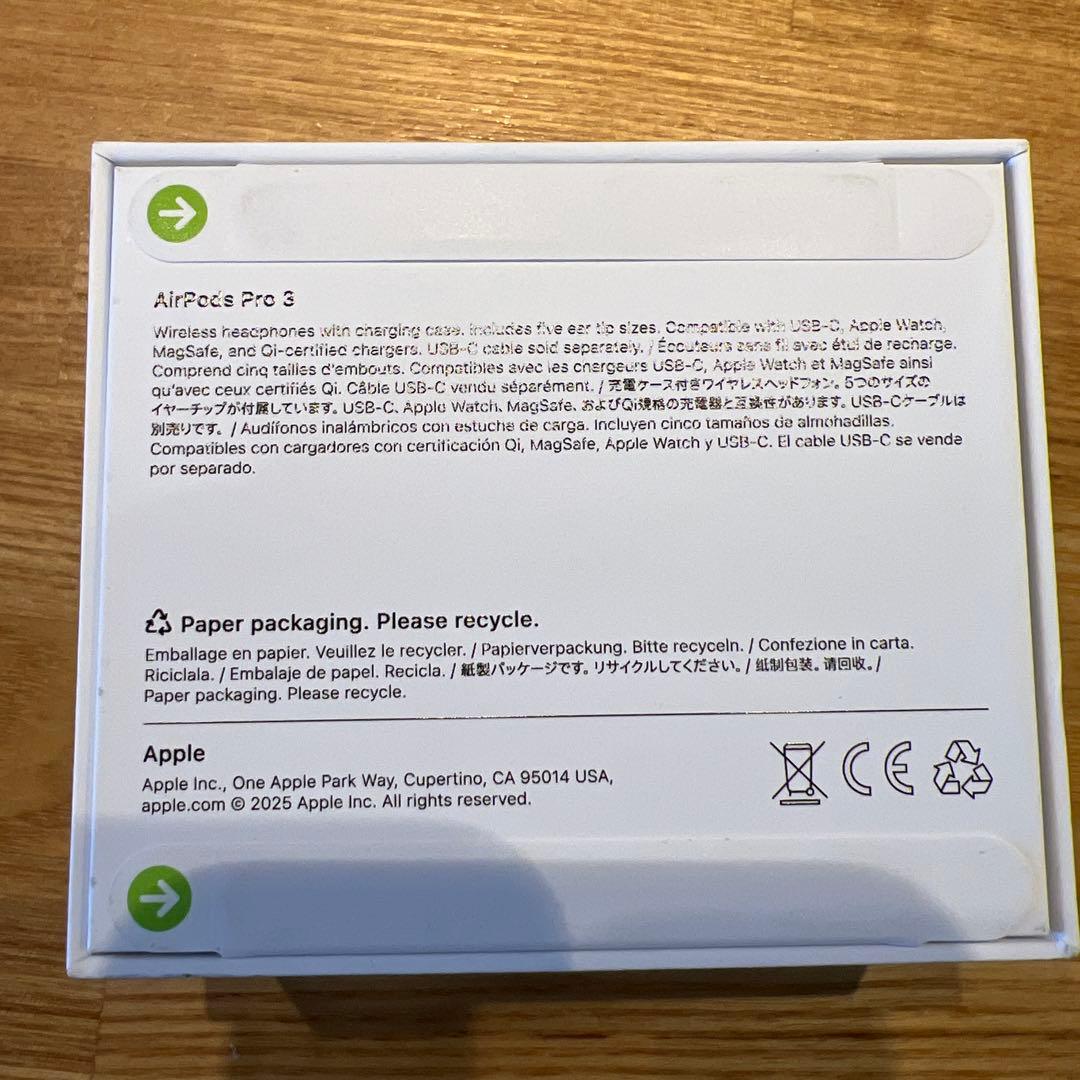 AirPods Pro 3
Wireless headphones with charging case. Includes five ear tip sizes. Compatible with USB-C, Apple Watch,
MagSafe, and Qi-certified chargers. USB-C cable sold separately. / Écouteurs sans fil avec étui de recharge.
Comprend cinq tailles d'embouts. Compatibles avec les chargeurs USB-C, Apple Watch et MagSafe ainsi
qu'avec ceux certifiés Qi. Câble USB-C vendu séparément. / 充電ケース付きワイヤレスヘッドフォン。5つのサイズの
イヤーチップが付属しています。USB-C、Apple Watch、MagSafe、およびQi規格の充電器と互換性があります。USB-Cケーブルは
別売りです。/ Audífonos inalámbricos con estuche de carga. Incluyen cinco tamaños de almohadillas.
Compatibles con cargadores con certificación Qi, MagSafe, Apple Watch y USB-C. El cable USB-C se vende
por separado.
Paper packaging. Please recycle.
Emballage en papier. Veuillez le recycler. / Papierverpackung. Bitte recyceln. / Confezione in carta.
Riciclala. / Embalaje de papel. Recicla. / 紙製パッケージです。リサイクルしてください。/ 纸制包装。请回收。/
Paper packaging. Please recycle.
Apple
Apple Inc., One Apple Park Way, Cupertino, CA 95014 USA,
apple.com © 2025 Apple Inc. All rights reserved.
CE